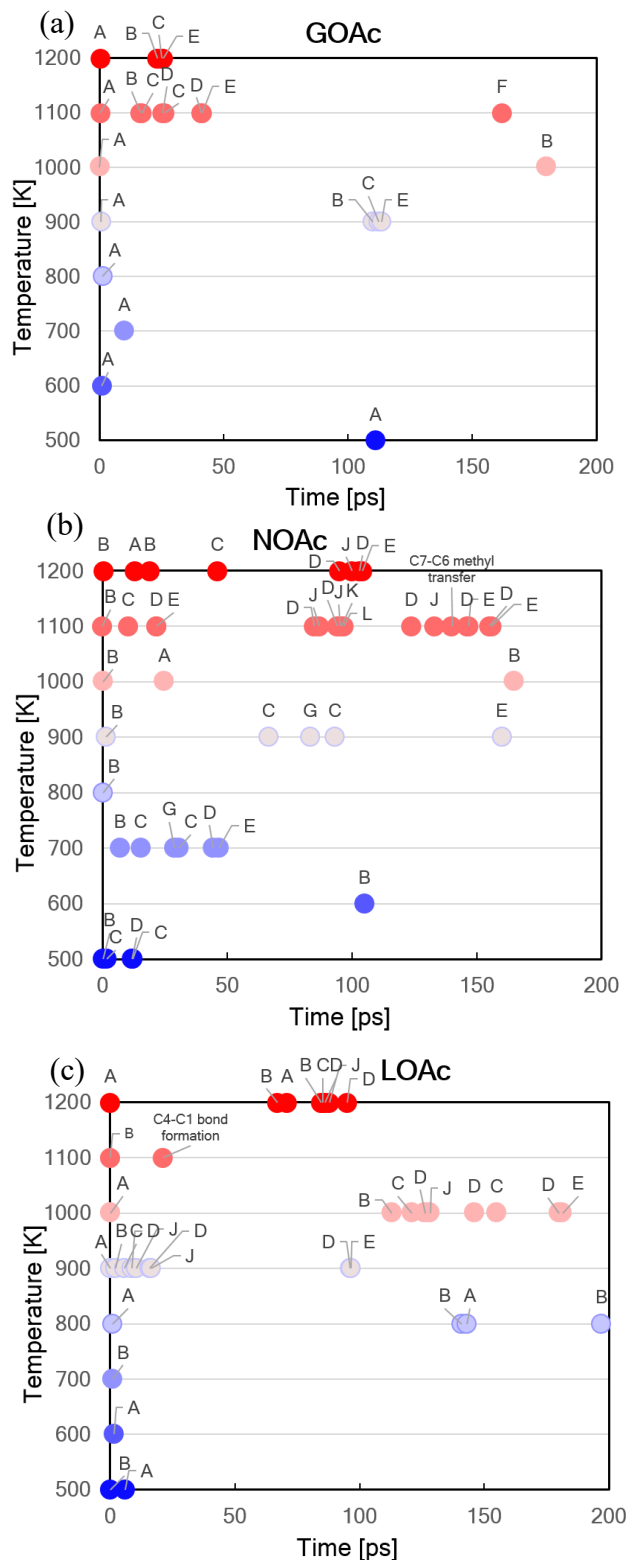 (a)
GOAc
A B C E
1200
A B C D C D E F
1100
A B
1000
A B C E
900
A
800
A
700
A
600
A
500
0 50 100 150 200
Temperature [K]
Time [ps]
(b)
NOAc
B A B C D J D E
1200
C7-C6 methyl
transfer
B C D E D J D J K L D J D E D E
1100
B A B
1000
B C G C E
900
B
800
B C G C D E
700
B
600
B C D C
500
0 50 100 150 200
Temperature [K]
Time [ps]
(c)
LOAc
A B A B C D J D
1200
C4-C1 bond
formation
B
1100
A B C D J D C D E
1000
A B C D J D J D E
900
A B A B
800
B
700
A
600
B A
500
0 50 100 150 200
Temperature [K]
Time [ps]